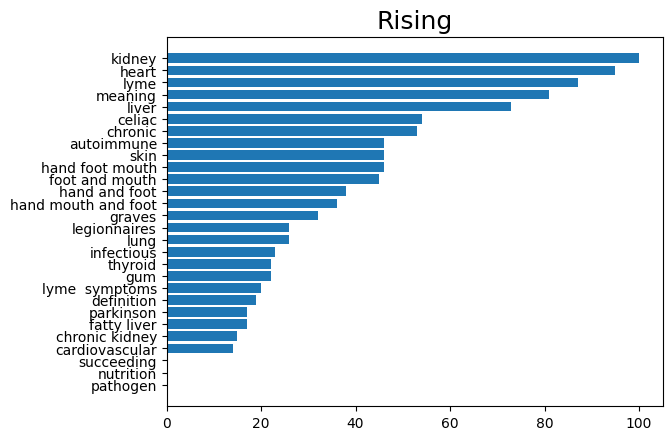 Rising
kidney
heart
lyme
meaning
liver
celiac
chronic
autoimmune
skin
hand foot mouth
foot and mouth
hand and foot
hand mouth and foot
graves
legionnaires
lung
infectious
thyroid
gum
lyme  symptoms
definition
parkinson
fatty liver
chronic kidney
cardiovascular
succeeding
nutrition
pathogen
0 20 40 60 80 100